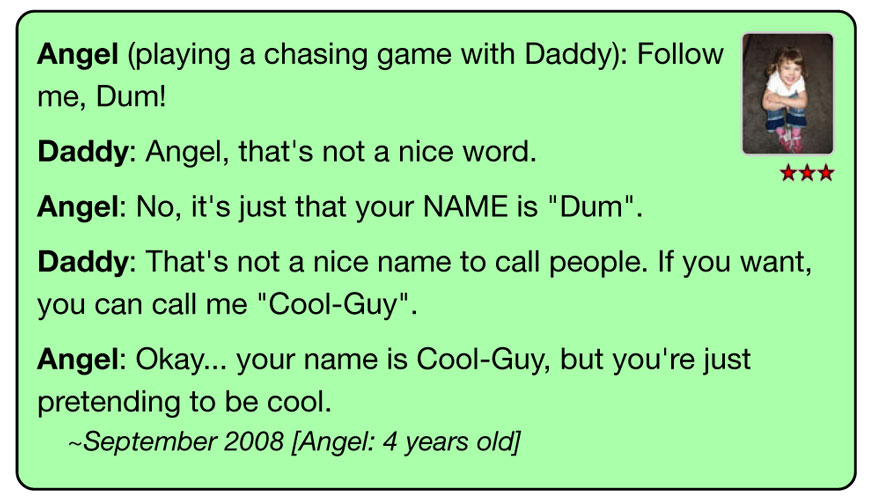 Angel (playing a chasing game with Daddy): Follow
me, Dum!
Daddy: Angel, that's not a nice word.
Angel: No, it's just that your NAME is "Dum".
Daddy: That's not a nice name to call people. If you want,
you can call me "Cool-Guy".
Angel: Okay... your name is Cool-Guy, but you're just
pretending to be cool.
~September 2008 [Angel: 4 years old]